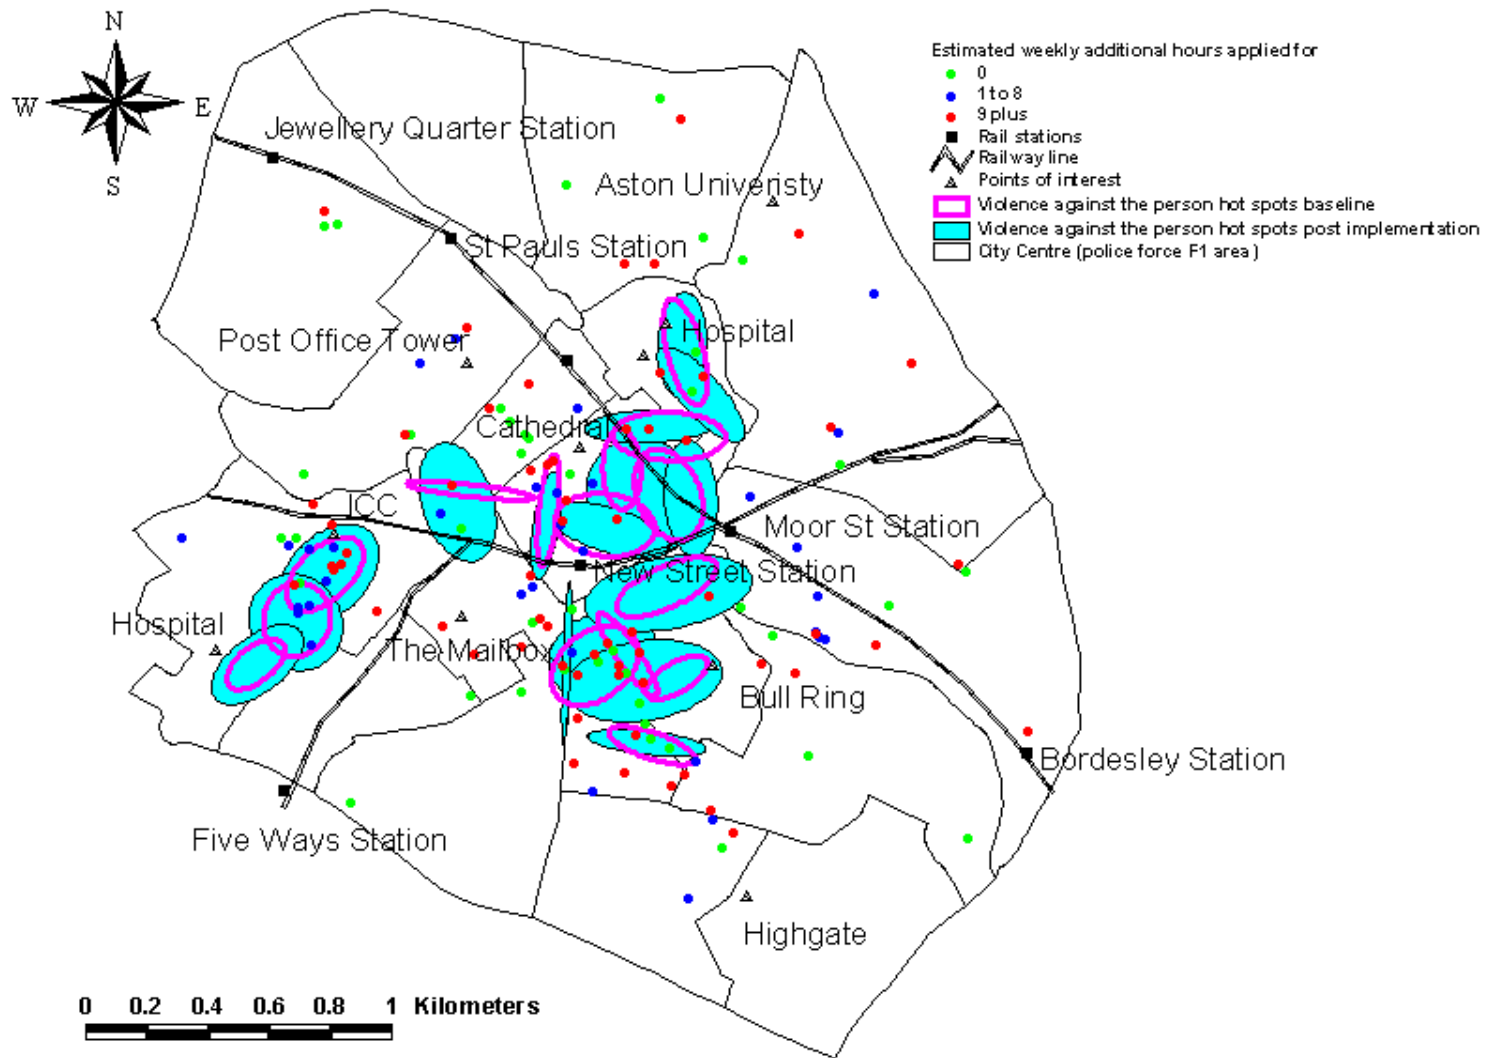 N
W E
S
Estimated weekly additional hours applied for
0
1 to 8
9 plus
Rail stations
Railway line
Points of interest
Violence against the person hot spots baseline
Violence against the person hot spots post implementation
City Centre (police force F1 area)
Jewellery Quarter Station
Aston Univeristy
St Pauls Station
Post Office Tower
Hospital
Cathedral
ICC
Moor St Station
New Street Station
Hospital
The Mailbox
Bull Ring
Bordesley Station
Five Ways Station
Highgate
0 0.2 0.4 0.6 0.8 1 Kilometers